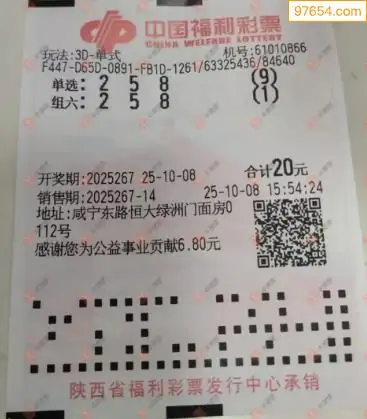 97654.com
中国福利彩票
CHINA WELFARE LOTTERY
玩法:3D-单式 机号:61010866
F447-D65D-0891-FB1D-1261/63325436/84640
单选: 2 5 8 (9)
组六: 2 5 8 (1)
开奖期:2025267 25-10-08 合计20元
销售期:2025267-14 25-10-08 15:54:24
地址:咸宁东路恒大绿洲门面房0
112号
感谢您为公益事业贡献6.80元
陕西省福利彩票发行中心承销